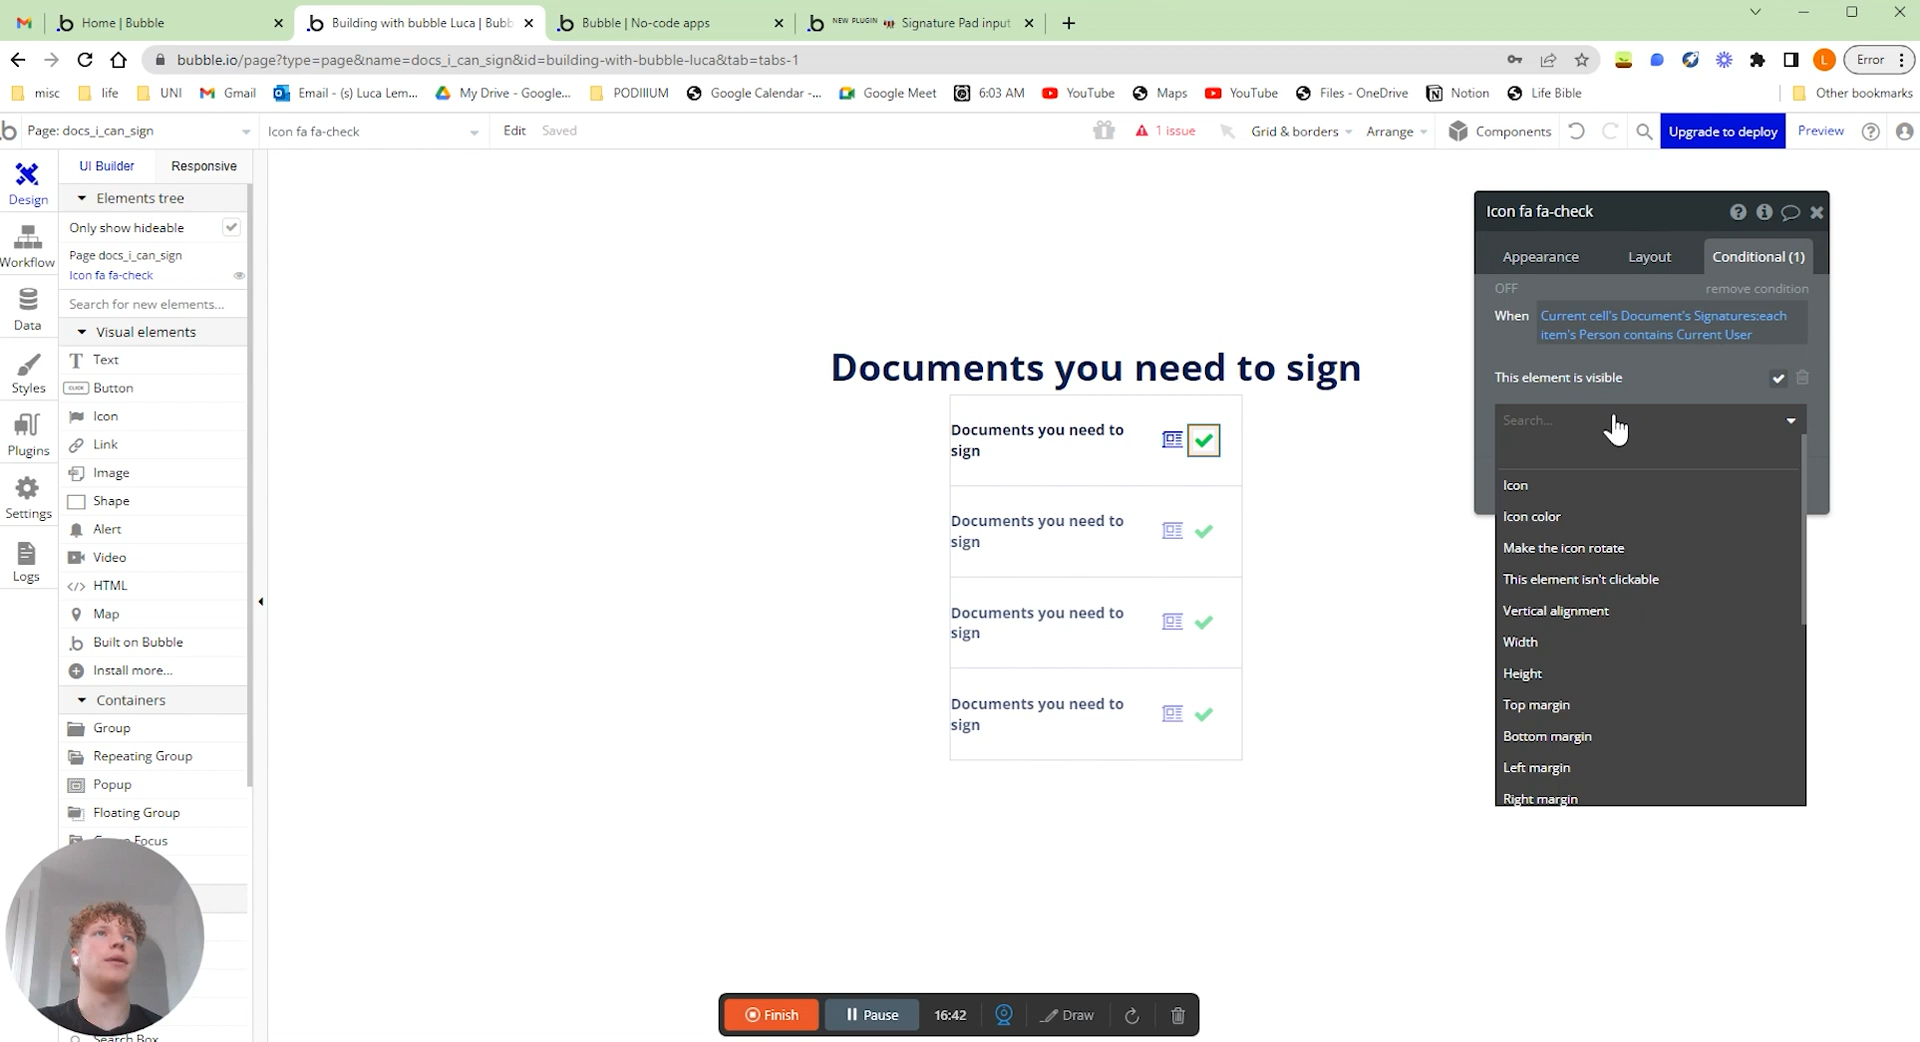 Home | Bubble
Building with bubble Luca | Bubb
Bubble | No-code apps
NEW PLUGIN Signature Pad input
bubble.io/page?type=page&name=docs_i_can_sign&id=building-with-bubble-luca&tab=tabs-1
L
Error
misc
life
UNI
Gmail
Email - (s) Luca Lem...
My Drive - Google...
PODIIIUM
Google Calendar -...
Google Meet
6:03 AM
YouTube
Maps
YouTube
Files - OneDrive
Notion
Life Bible
Other bookmarks
Page: docs_i_can_sign
Icon fa fa-check
Edit
Saved
1 issue
Grid & borders
Arrange
Components
Upgrade to deploy
Preview
Design
Workflow
Data
Styles
Plugins
Settings
Logs
UI Builder
Responsive
Elements tree
Only show hideable
Page docs_i_can_sign
Icon fa fa-check
Search for new elements...
Visual elements
Text
CLICK Button
Icon
Link
Image
Shape
Alert
Video
</> HTML
Map
Built on Bubble
Install more...
Containers
Group
Repeating Group
Popup
Floating Group
Focus
Search Box
Documents you need to sign
Documents you need to
sign
Documents you need to
sign
Documents you need to
sign
Documents you need to
sign
Icon fa fa-check
Appearance
Layout
Conditional (1)
OFF
remove condition
When
Current cell's Document's Signatures:each
item's Person contains Current User
This element is visible
Search...
Icon
Icon color
Make the icon rotate
This element isn't clickable
Vertical alignment
Width
Height
Top margin
Bottom margin
Left margin
Right margin
Finish
Pause
16:42
Draw